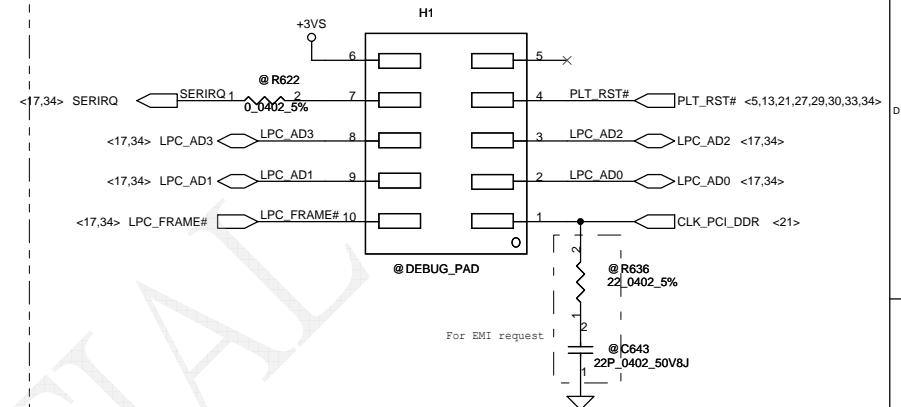 H1
+3VS
6
5
@R622
<17,34> SERIRQ SERIRQ 1 2 7
0_0402_5%
4 PLT_RST# PLT_RST# <5,13,21,27,29,30,33,34>
D
<17,34> LPC_AD3 LPC_AD3 8
3 LPC_AD2 LPC_AD2 <17,34>
<17,34> LPC_AD1 LPC_AD1 9
2 LPC_AD0 LPC_AD0 <17,34>
<17,34> LPC_FRAME# LPC_FRAME# 10
1 CLK_PCI_DDR <21>
@DEBUG_PAD
2
@R636
22_0402_5%
1
For EMI request
2
@C643
22P_0402_50V8J
1